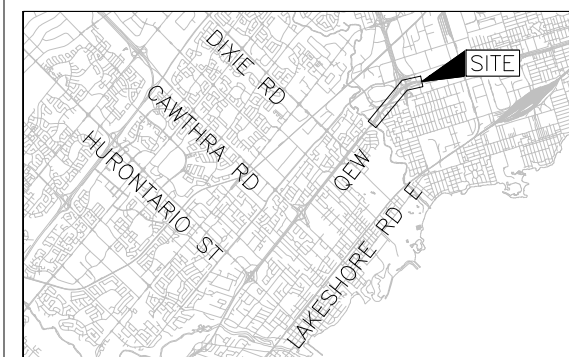 DIXIE RD
SITE
CAWTHRA RD
HURONTARIO ST
QEW
LAKESHORE RD E